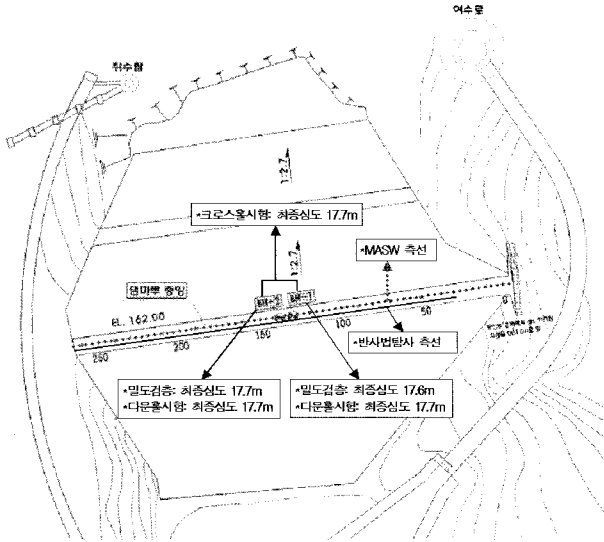 여수로
취수탑
1:2.7
*크로스홀시험: 최종심도 17.7m
1:2.7
*MASW 측선
댐마루 중앙
BH-2
BH-1
EL. 162.00
0
50
100
150
200
250
*반사법탐사 측선
*밀도검층: 최종심도 17.7m
*다운홀시험: 최종심도 17.7m
*밀도검층: 최종심도 17.6m
*다운홀시험: 최종심도 17.7m